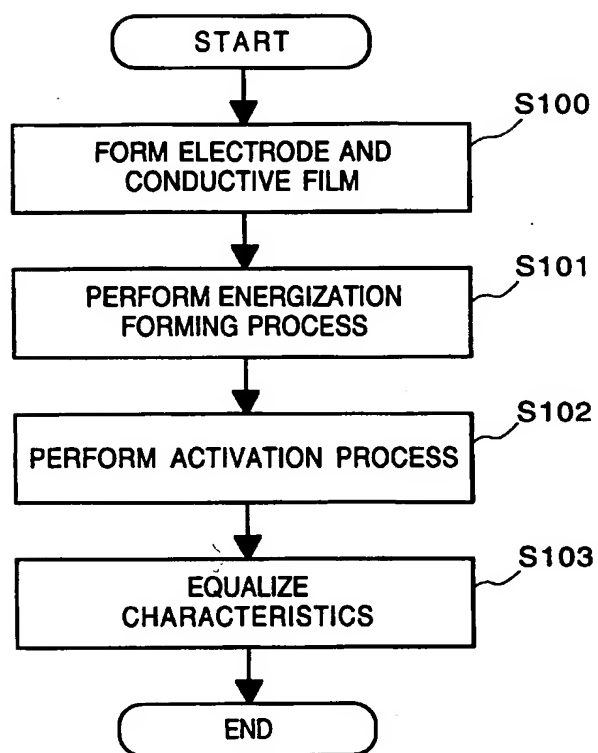 START
S100
FORM ELECTRODE AND
CONDUCTIVE FILM
S101
PERFORM ENERGIZATION
FORMING PROCESS
S102
PERFORM ACTIVATION PROCESS
S103
EQUALIZE
CHARACTERISTICS
END